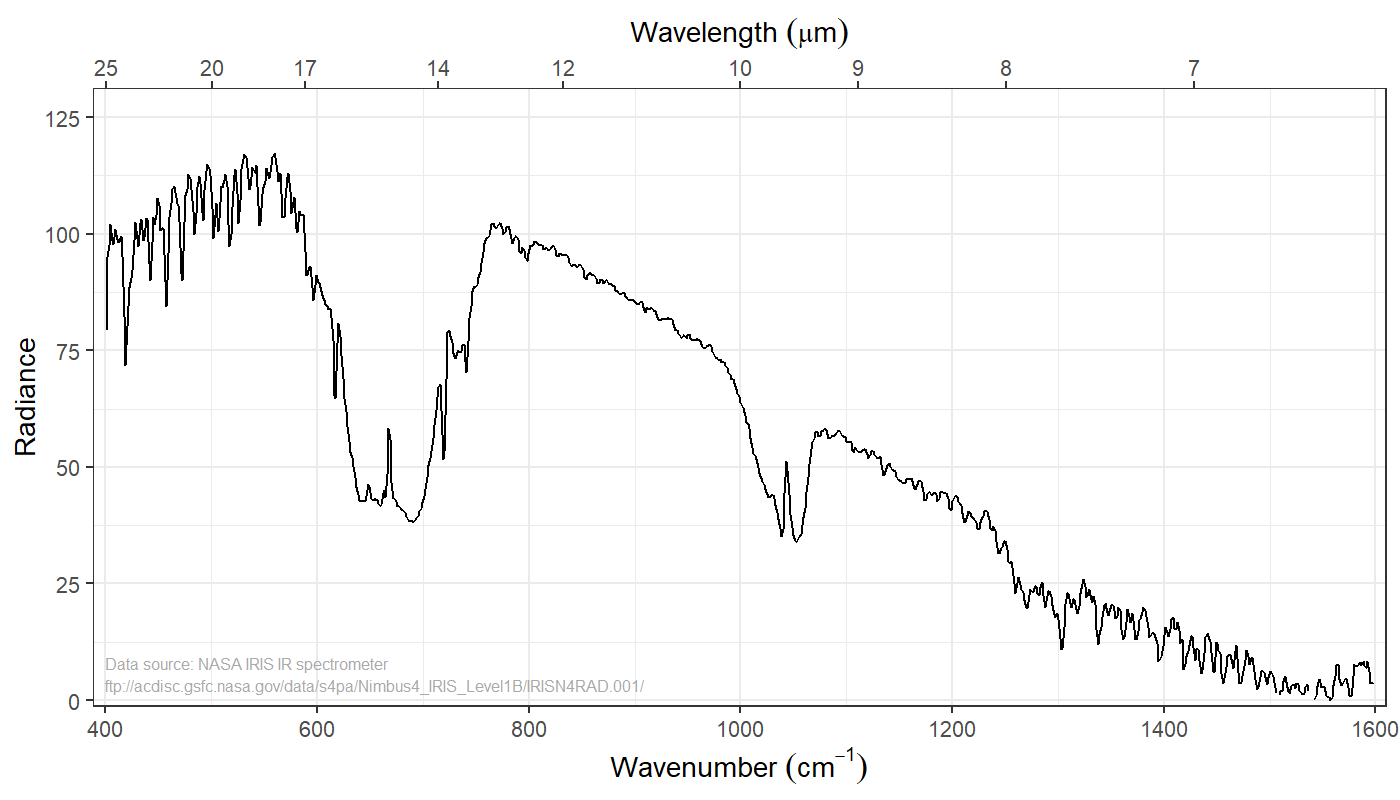 Wavelength (μm)
25 20 17 14 12 10 9 8 7
125
100
75
50
25
0
Radiance
Data source: NASA IRIS IR spectrometer
ftp://acdisc.gsfc.nasa.gov/data/s4pa/Nimbus4_IRIS_Level1B/IRISN4RAD.001/
400 600 800 1000 1200 1400 1600
Wavenumber (cm⁻¹)